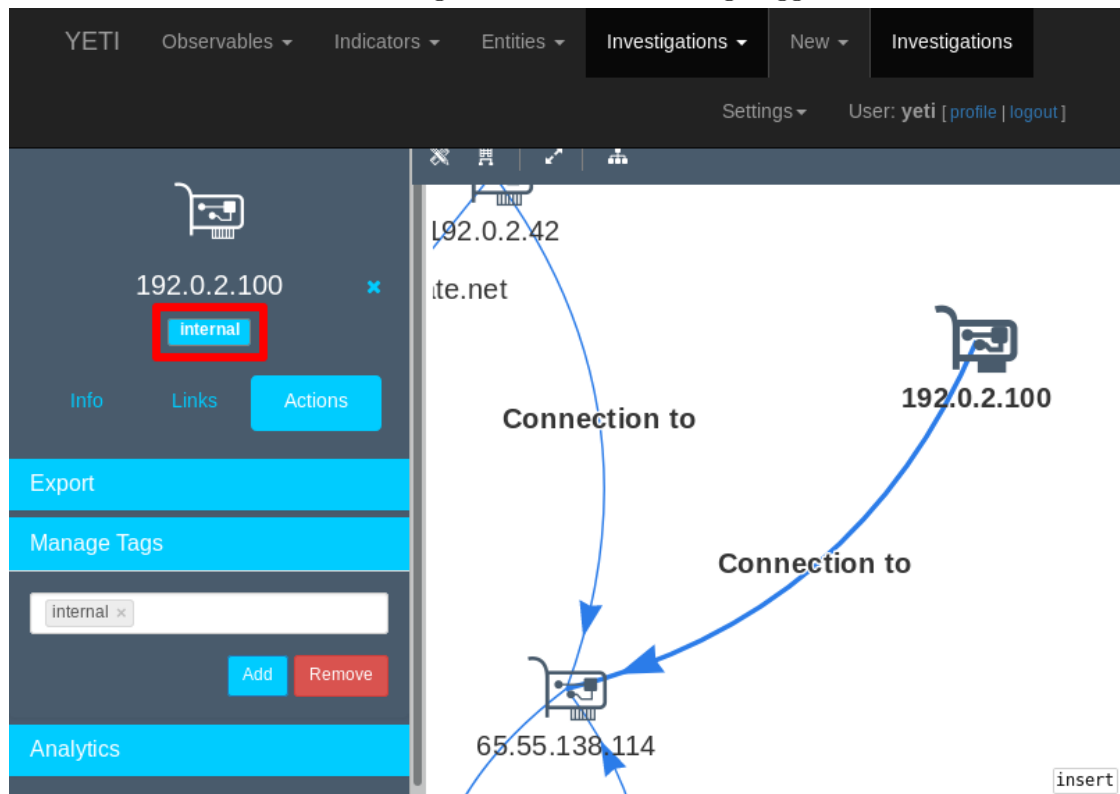 YETI Observables Indicators Entities Investigations New Investigations
Settings User: yeti [ profile | logout ]
192.0.2.100
internal
Info Links Actions
Export
Manage Tags
internal ×
Add Remove
Analytics
192.0.2.42
te.net
192.0.2.100
Connection to
Connection to
65.55.138.114
insert